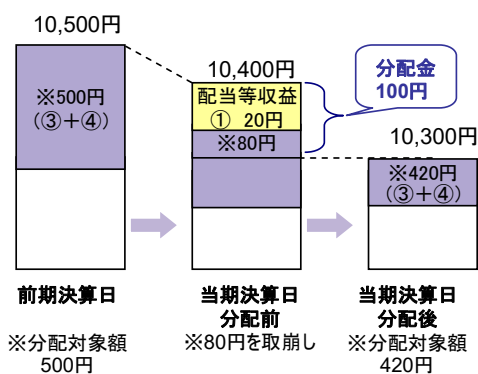 10,500円
※500円
(③+④)
10,400円
配当等収益
① 20円
※80円
分配金
100円
10,300円
※420円
(③+④)
前期決算日
※分配対象額
500円
当期決算日
分配前
※80円を取崩し
当期決算日
分配後
※分配対象額
420円